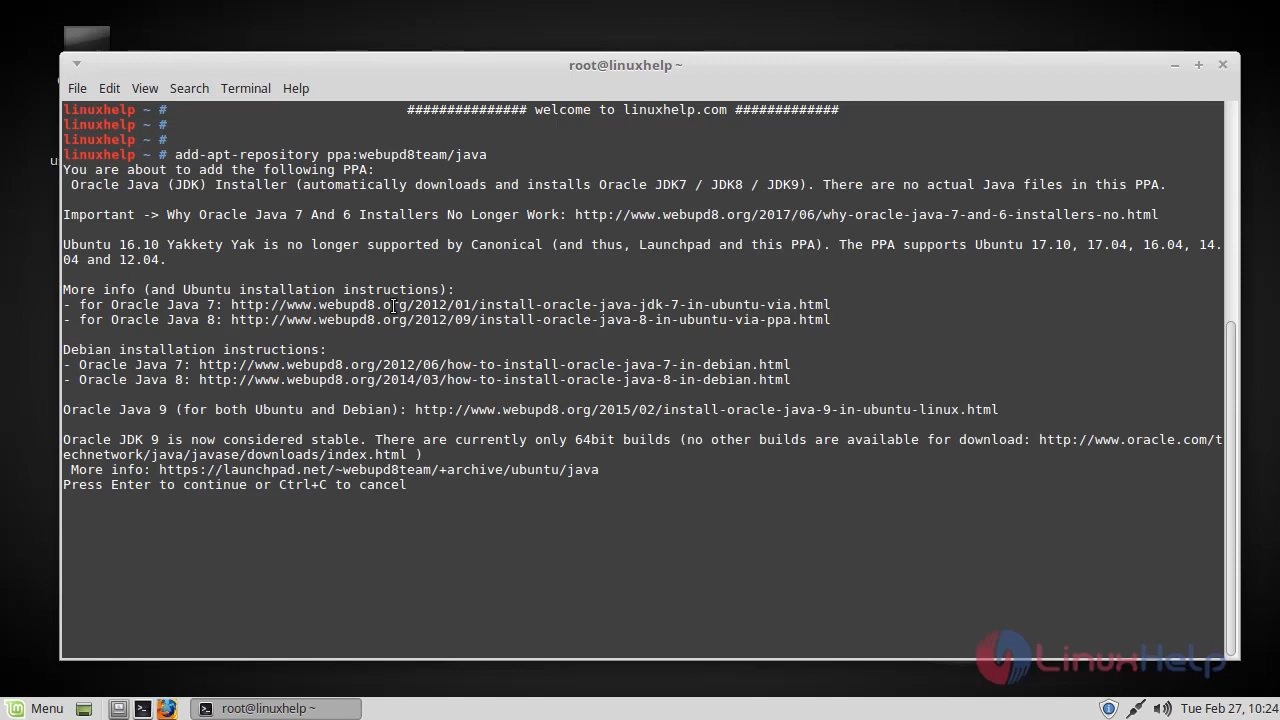 root@linuxhelp ~
File Edit View Search Terminal Help
linuxhelp ~ # ############### welcome to linuxhelp.com #############
linuxhelp ~ #
linuxhelp ~ #
linuxhelp ~ # add-apt-repository ppa:webupd8team/java
You are about to add the following PPA:
Oracle Java (JDK) Installer (automatically downloads and installs Oracle JDK7 / JDK8 / JDK9). There are no actual Java files in this PPA.
Important -> Why Oracle Java 7 And 6 Installers No Longer Work: http://www.webupd8.org/2017/06/why-oracle-java-7-and-6-installers-no.html
Ubuntu 16.10 Yakkety Yak is no longer supported by Canonical (and thus, Launchpad and this PPA). The PPA supports Ubuntu 17.10, 17.04, 16.04, 14.
04 and 12.04.
More info (and Ubuntu installation instructions):
- for Oracle Java 7: http://www.webupd8.org/2012/01/install-oracle-java-jdk-7-in-ubuntu-via.html
- for Oracle Java 8: http://www.webupd8.org/2012/09/install-oracle-java-8-in-ubuntu-via-ppa.html
Debian installation instructions:
- Oracle Java 7: http://www.webupd8.org/2012/06/how-to-install-oracle-java-7-in-debian.html
- Oracle Java 8: http://www.webupd8.org/2014/03/how-to-install-oracle-java-8-in-debian.html
Oracle Java 9 (for both Ubuntu and Debian): http://www.webupd8.org/2015/02/install-oracle-java-9-in-ubuntu-linux.html
Oracle JDK 9 is now considered stable. There are currently only 64bit builds (no other builds are available for download: http://www.oracle.com/t
echnetwork/java/javase/downloads/index.html )
More info: https://launchpad.net/~webupd8team/+archive/ubuntu/java
Press Enter to continue or Ctrl+C to cancel
LinuxHelp
Menu root@linuxhelp ~ Tue Feb 27, 10:24